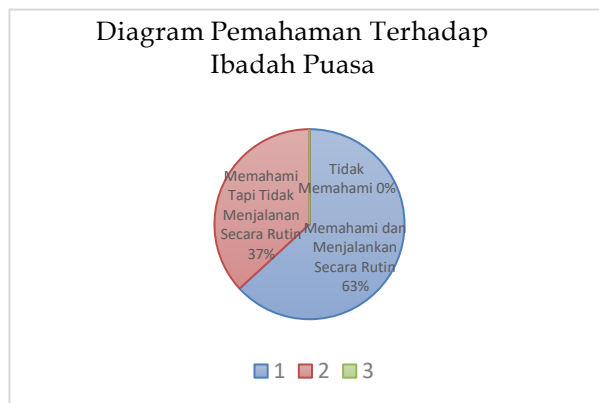 Diagram Pemahaman Terhadap
Ibadah Puasa
Tidak
Memahami 0%
Memahami
Tapi Tidak
Menjalanan
Secara Rutin
37%
Memahami dan
Menjalankan
Secara Rutin
63%
1 2 3